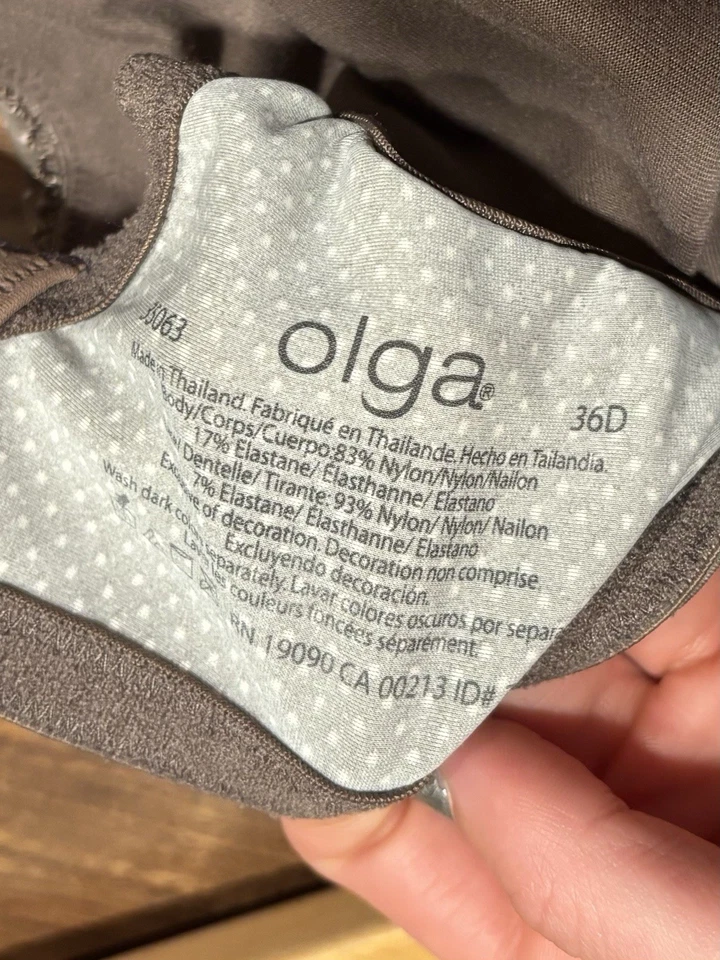 olga®
36D
Made in Thailand. Fabriqué en Thaïlande. Hecho en Tailandia.
Body/Corps/Cuerpo:83% Nylon/Nylon/Nailon
17% Elastane/ Élasthanne/ Elastano
Dentelle/ Tirante: 93% Nylon/ Nylon/ Nailon
7% Elastane/ Élasthanne/ Elastano
of decoration. Decoration non comprise.
Excluyendo decoración.
Wash dark colors separately. Lavar colores oscuros por separ
couleurs foncées séparément.
RN 19090 CA 00213 ID#